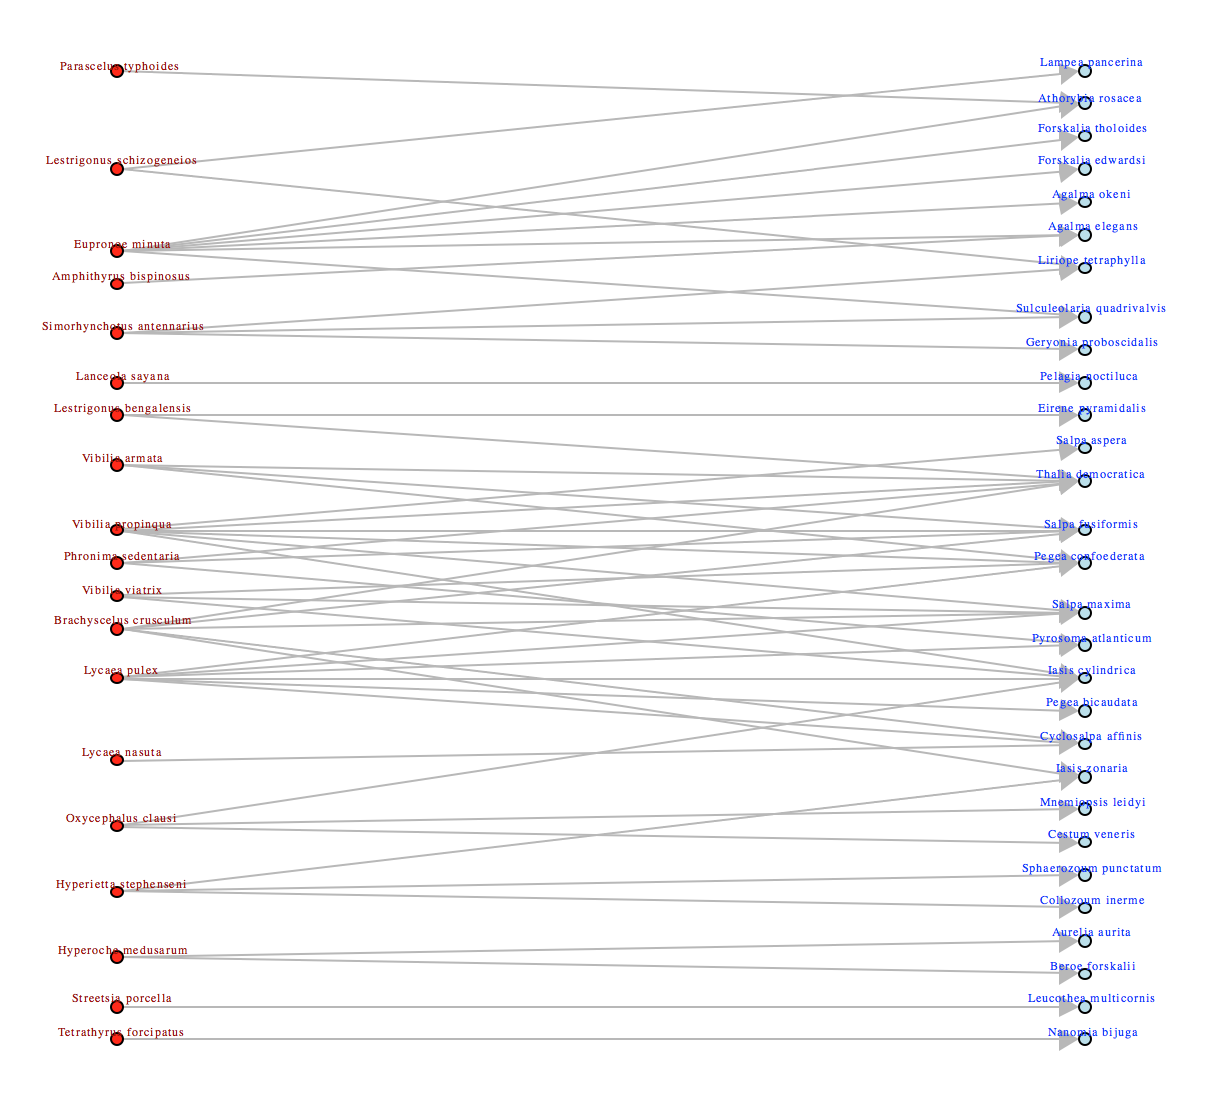 Parascelus typhoides
Lestrigonus schizogeneios
Eupronoe minuta
Amphithyrus bispinosus
Simorhynchotus antennarius
Lanceola sayana
Lestrigonus bengalensis
Vibilia armata
Vibilia propinqua
Phronima sedentaria
Vibilia viatrix
Brachyscelus crusculum
Lycaea pulex
Lycaea nasuta
Oxycephalus clausi
Hyperietta stephenseni
Hyperoche medusarum
Streetsia porcella
Tetrathyrus forcipatus
Lampea pancerina
Athorybia rosacea
Forskalia tholoides
Forskalia edwardsi
Agalma okeni
Agalma elegans
Liriope tetraphylla
Sulculeolaria quadrivalvis
Geryonia proboscidalis
Pelagia noctiluca
Eirene pyramidalis
Salpa aspera
Thalia democratica
Salpa fusiformis
Pegea confoederata
Salpa maxima
Pyrosoma atlanticum
Iasis cylindrica
Pegea bicaudata
Cyclosalpa affinis
Iasis zonaria
Mnemiopsis leidyi
Cestum veneris
Sphaerozoum punctatum
Collozoum inerme
Aurelia aurita
Beroe forskalii
Leucothea multicornis
Nanomia bijuga